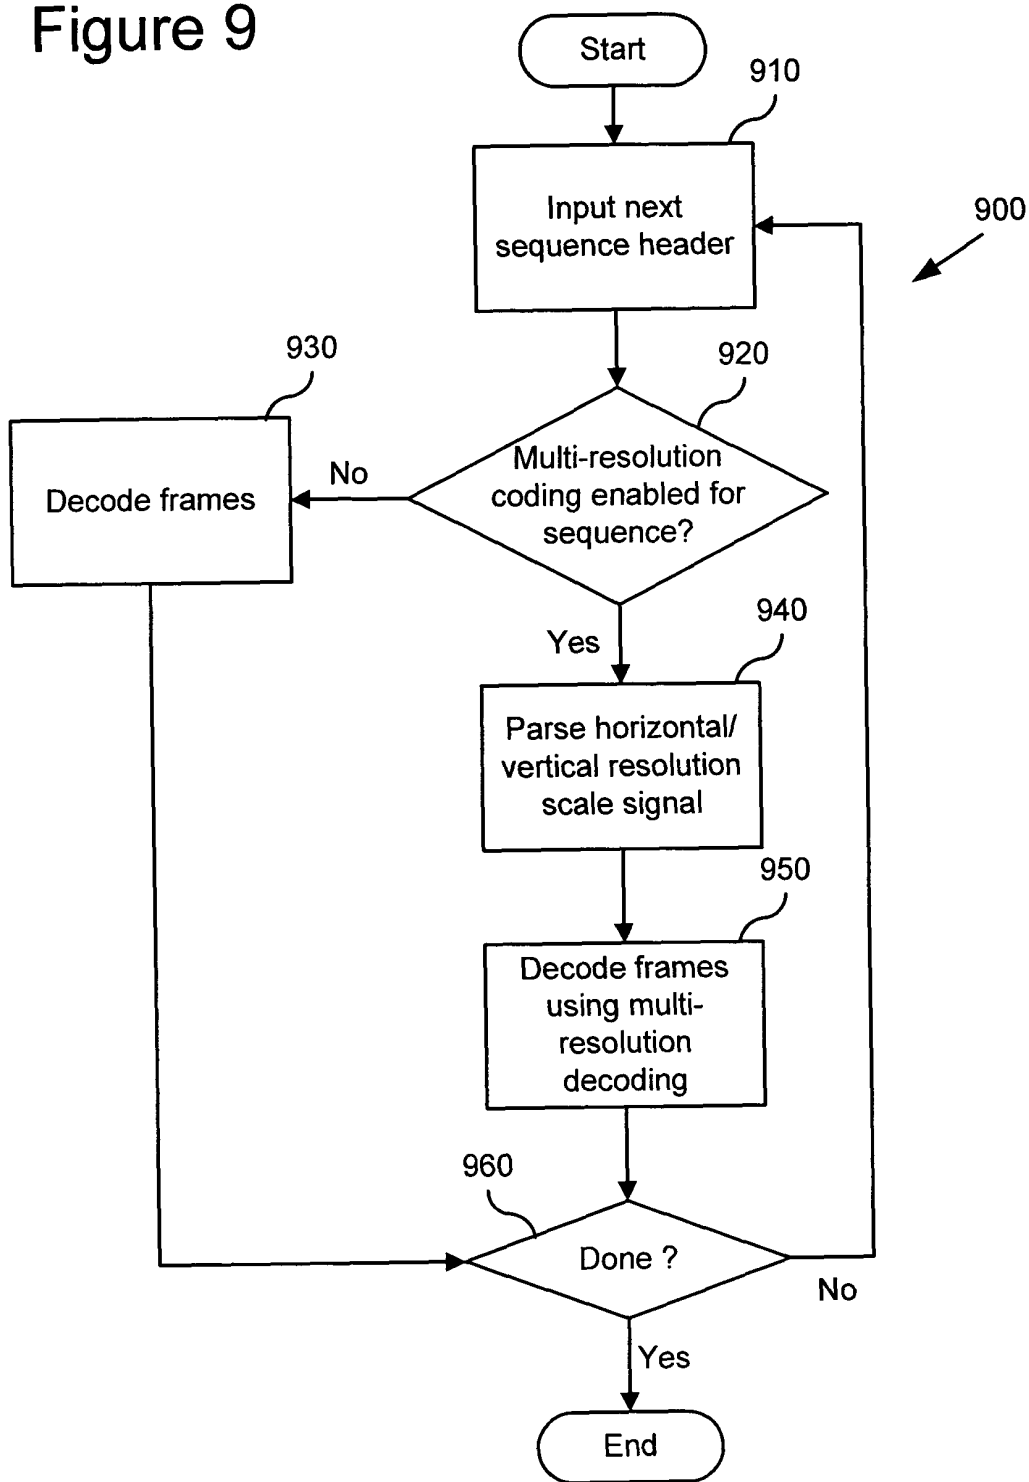 Figure 9
Start
910
Input next
sequence header
900
920
Multi-resolution
coding enabled for
sequence?
No
930
Decode frames
Yes
940
Parse horizontal/
vertical resolution
scale signal
950
Decode frames
using multi-
resolution
decoding
960
Done ?
No
Yes
End